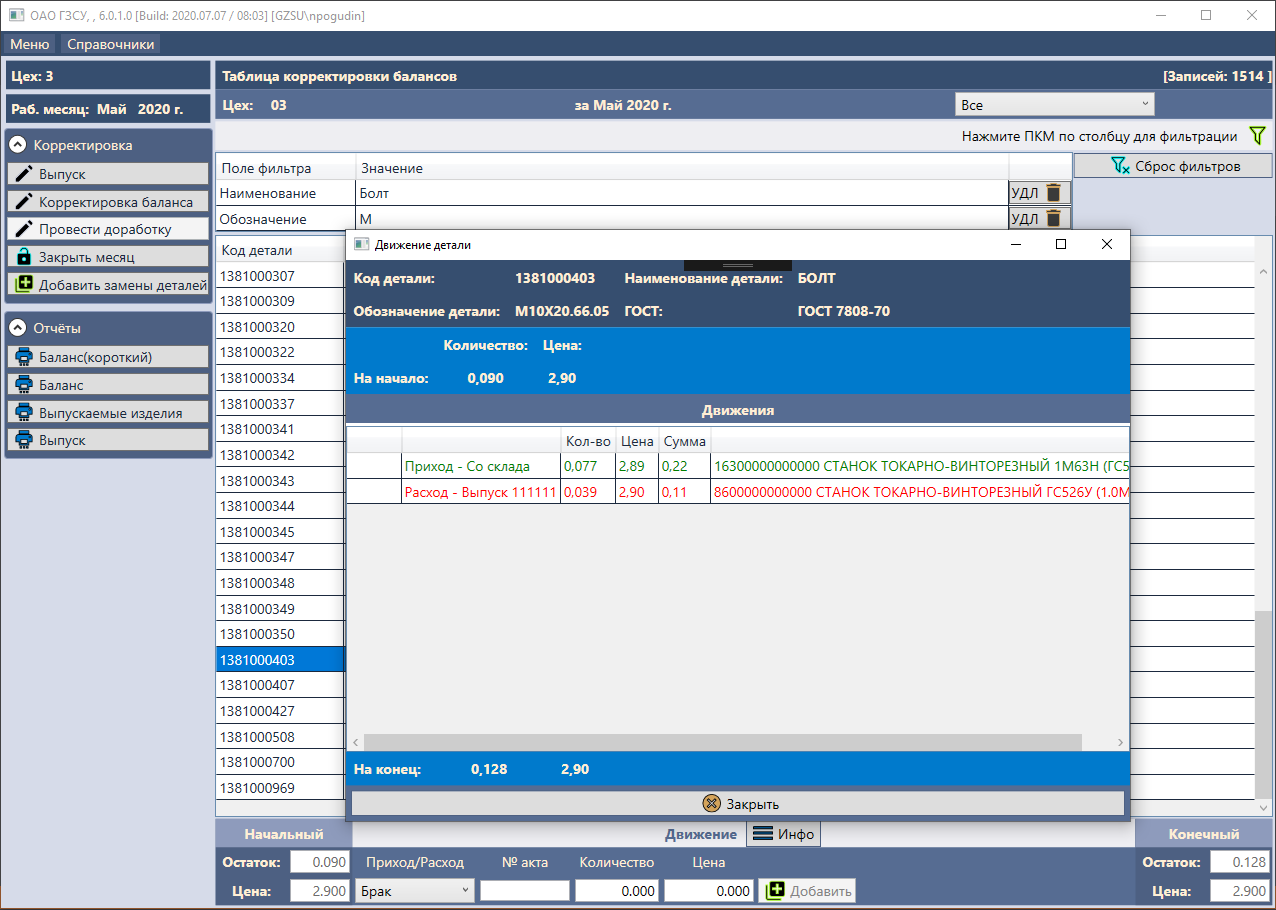 ОАО ГЗСУ, , 6.0.1.0 [Build: 2020.07.07 / 08:03] [GZSU\npogudin]
Меню Справочники
Цех: 3
Раб. месяц: Май 2020 г.
Корректировка
Выпуск
Корректировка баланса
Провести доработку
Закрыть месяц
Добавить замены деталей
Отчёты
Баланс(короткий)
Баланс
Выпускаемые изделия
Выпуск
Таблица корректировки балансов [Записей: 1514 ]
Цех: 03 за Май 2020 г. Все
Нажмите ПКМ по столбцу для фильтрации
Поле фильтра Значение Сброс фильтров
Наименование Болт УДЛ
Обозначение М УДЛ
Код детали
1381000307
1381000309
1381000320
1381000322
1381000334
1381000337
1381000341
1381000342
1381000343
1381000344
1381000345
1381000347
1381000348
1381000349
1381000350
1381000403
1381000407
1381000427
1381000508
1381000700
1381000969
Движение детали
Код детали: 1381000403 Наименование детали: БОЛТ
Обозначение детали: М10Х20.66.05 ГОСТ: ГОСТ 7808-70
Количество: Цена:
На начало: 0,090 2,90
Движения
Кол-во Цена Сумма
Приход - Со склада 0,077 2,89 0,22 16300000000000 СТАНОК ТОКАРНО-ВИНТОРЕЗНЫЙ 1М63Н (ГС5
Расход - Выпуск 111111 0,039 2,90 0,11 8600000000000 СТАНОК ТОКАРНО-ВИНТОРЕЗНЫЙ ГС526У (1.0М
На конец: 0,128 2,90
Закрыть
Начальный Движение Инфо Конечный
Остаток: 0.090 Приход/Расход № акта Количество Цена Остаток: 0.128
Цена: 2.900 Брак 0.000 0.000 Добавить Цена: 2.900